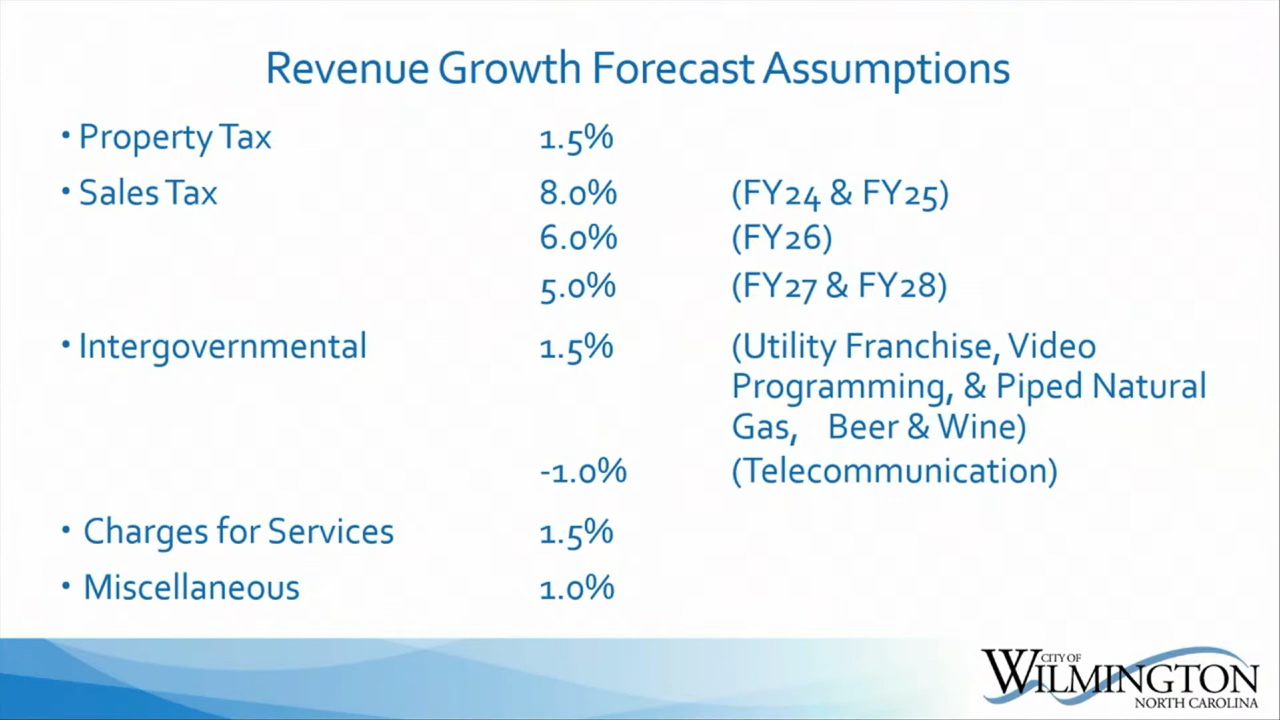 Revenue Growth Forecast Assumptions
• Property Tax 1.5%
• Sales Tax 8.0% (FY24 & FY25)
6.0% (FY26)
5.0% (FY27 & FY28)
• Intergovernmental 1.5% (Utility Franchise, Video
Programming, & Piped Natural
Gas, Beer & Wine)
-1.0% (Telecommunication)
• Charges for Services 1.5%
• Miscellaneous 1.0%
CITY OF
WILMINGTON
NORTH CAROLINA